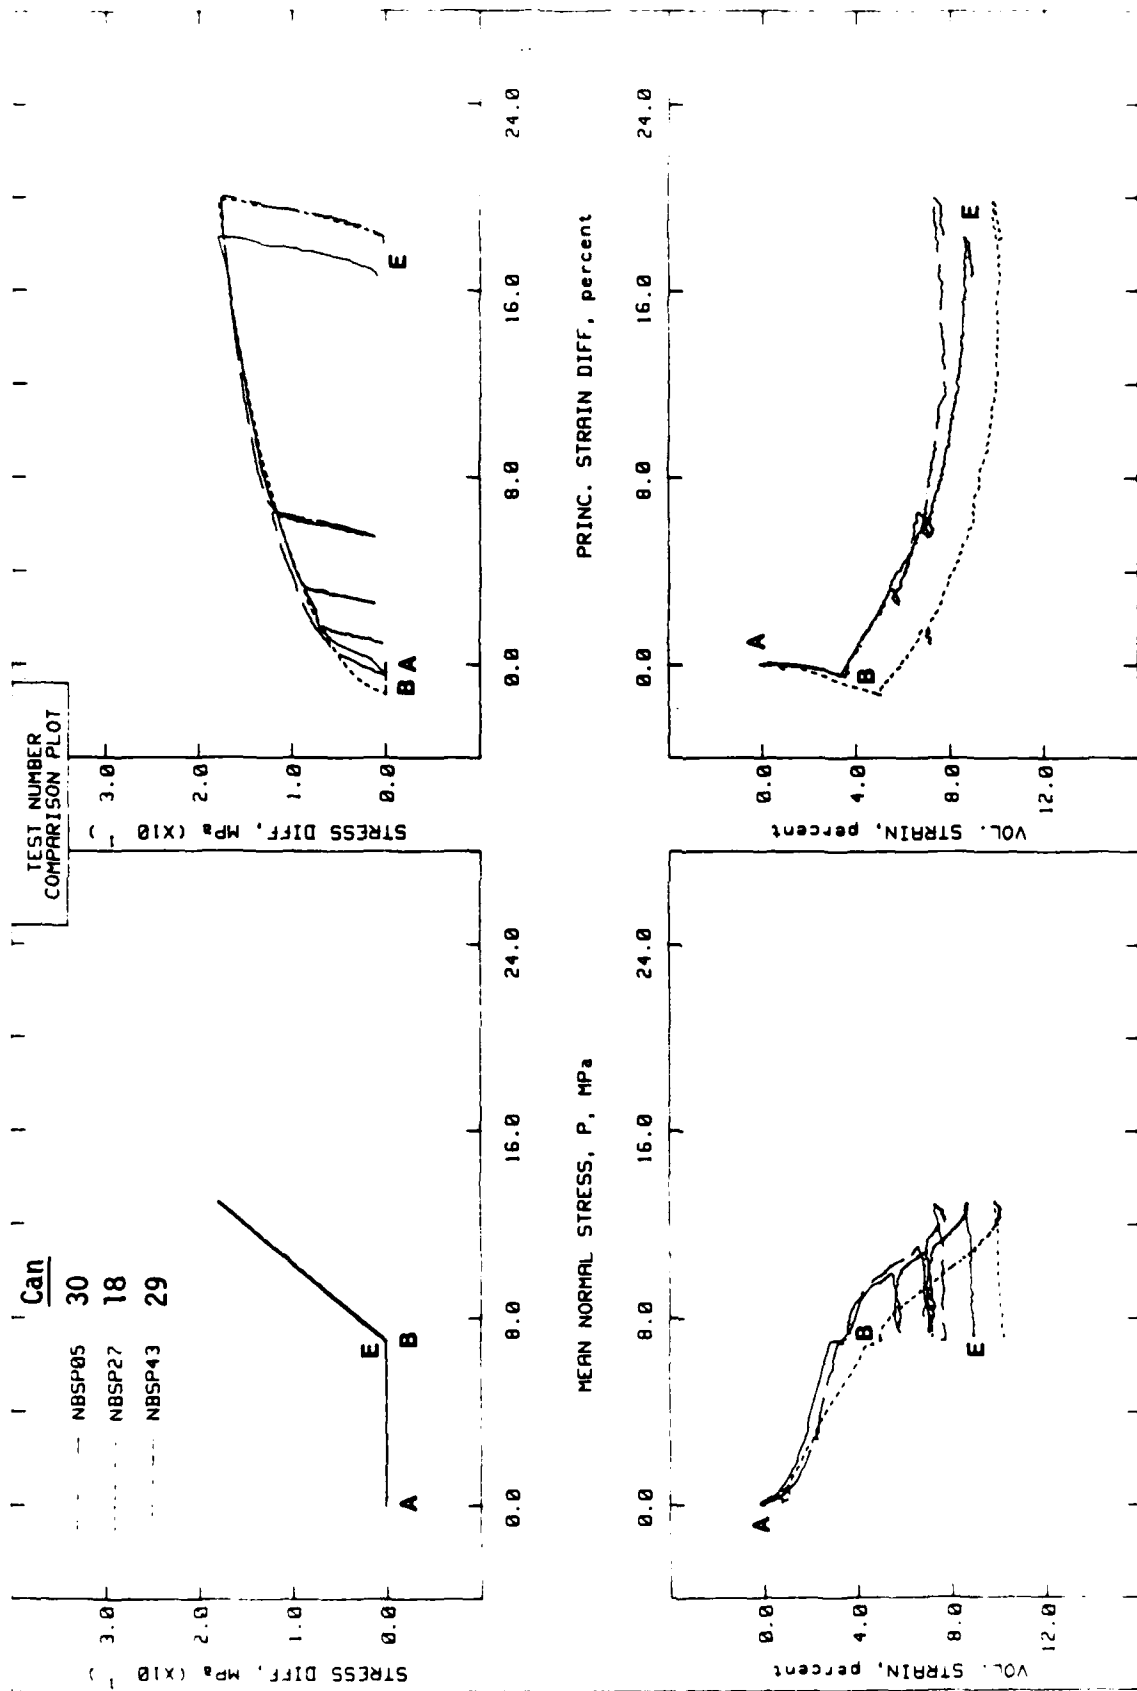 TEST NUMBER
COMPARISON PLOT
Can
NBSP05 30
NBSP27 18
NBSP43 29
STRESS DIFF, MPa (X10 1 )
3.0
2.0
1.0
0.0
A
E
B
0.0
8.0
16.0
24.0
MEAN NORMAL STRESS, P, MPa
STRESS DIFF, MPa (X10 1 )
3.0
2.0
1.0
0.0
B A
E
0.0
8.0
16.0
24.0
PRINC. STRAIN DIFF, percent
VOL. STRAIN, percent
0.0
4.0
8.0
12.0
A
B
E
VOL. STRAIN, percent
0.0
4.0
8.0
12.0
A
B
E